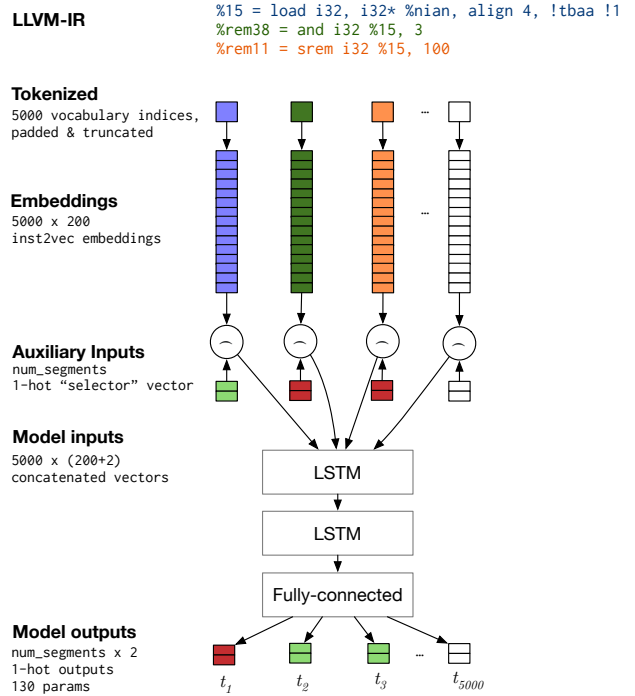 LLVM-IR
%15 = load i32, i32* %nian, align 4, !tbaa !1
%rem38 = and i32 %15, 3
%rem11 = srem i32 %15, 100
Tokenized
5000 vocabulary indices,
padded & truncated
...
Embeddings
5000 x 200
inst2vec embeddings
...
Auxiliary Inputs
num_segments
1-hot “selector” vector
Model inputs
5000 x (200+2)
concatenated vectors
LSTM
LSTM
Fully-connected
Model outputs
num_segments x 2
1-hot outputs
130 params
...
t1 t2 t3 t5000